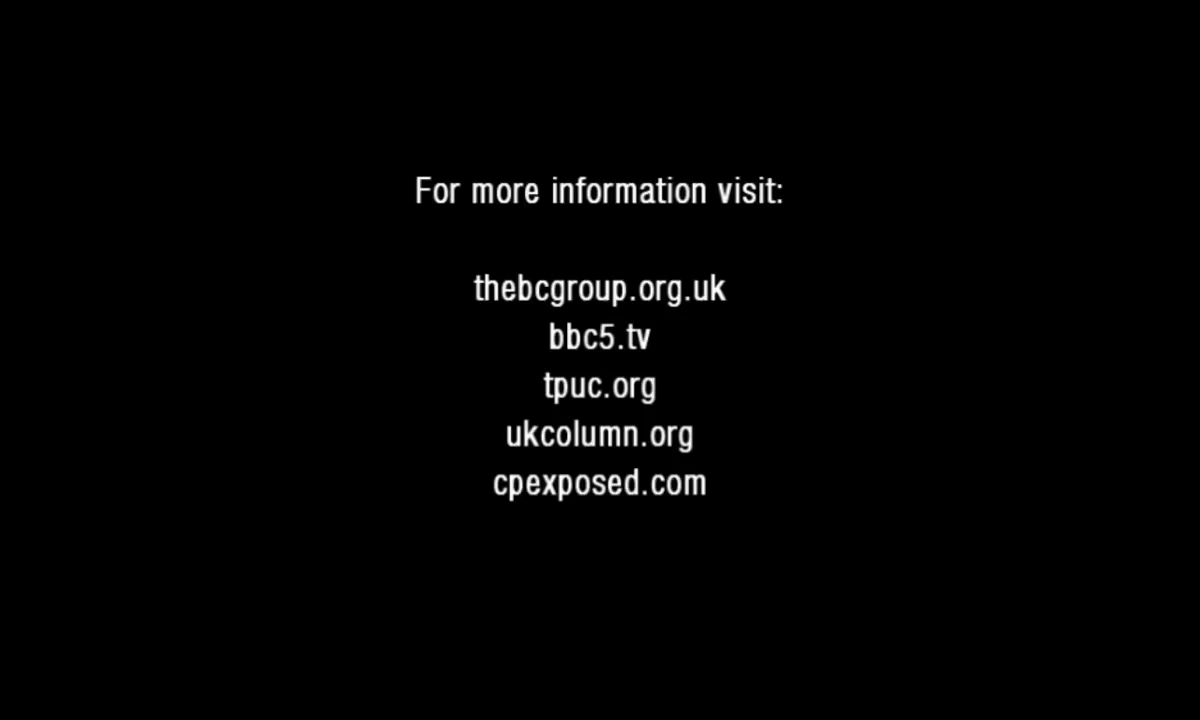 For more information visit:
thebcgroup.org.uk
bbc5.tv
tpuc.org
ukcolumn.org
cpexposed.com